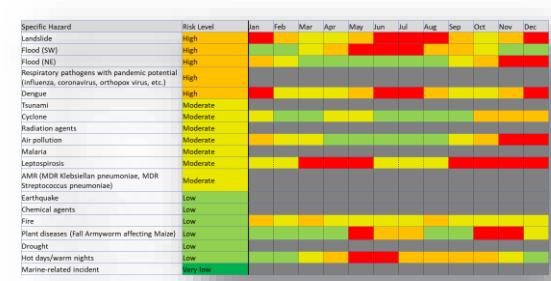 Specific Hazard Risk Level Jan Feb Mar Apr May Jun Jul Aug Sep Oct Nov Dec
Landslide High
Flood (SW) High
Flood (NE) High
Respiratory pathogens with pandemic potential
(influenza, coronavirus, orthopox virus, etc.) High
Dengue High
Tsunami Moderate
Cyclone Moderate
Radiation agents Moderate
Air pollution Moderate
Malaria Moderate
Leptospirosis Moderate
AMR (MDR Klebsiellan pneumoniae, MDR
Streptococcus pneumoniae) Moderate
Earthquake Low
Chemical agents Low
Fire Low
Plant diseases (Fall Armyworm affecting Maize) Low
Drought Low
Hot days/warm nights Low
Marine-related incident Very low